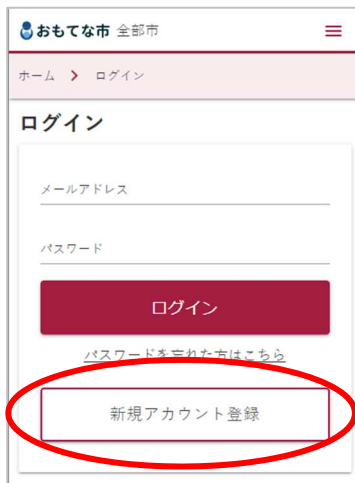 おもてな市 全部市
ホーム > ログイン
ログイン
メールアドレス
パスワード
ログイン
パスワードを忘れた方はこちら
新規アカウント登録